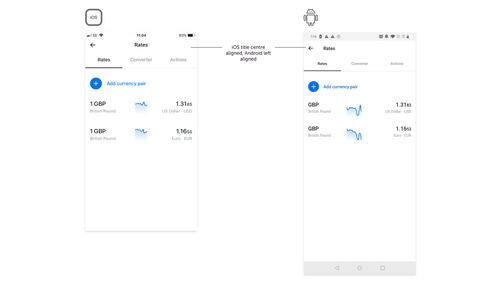 iOS
11:04
83%
Rates
Rates Converter Actions
Add currency pair
1 GBP 1.3185
British Pound US Dollar · USD
1 GBP 1.1655
British Pound Euro · EUR
iOS title centre
aligned, Android left
aligned
Rates
Rates Converter Actions
Add currency pair
GBP 1.3183
British Pound US Dollar · USD
GBP 1.1653
British Pound Euro · EUR